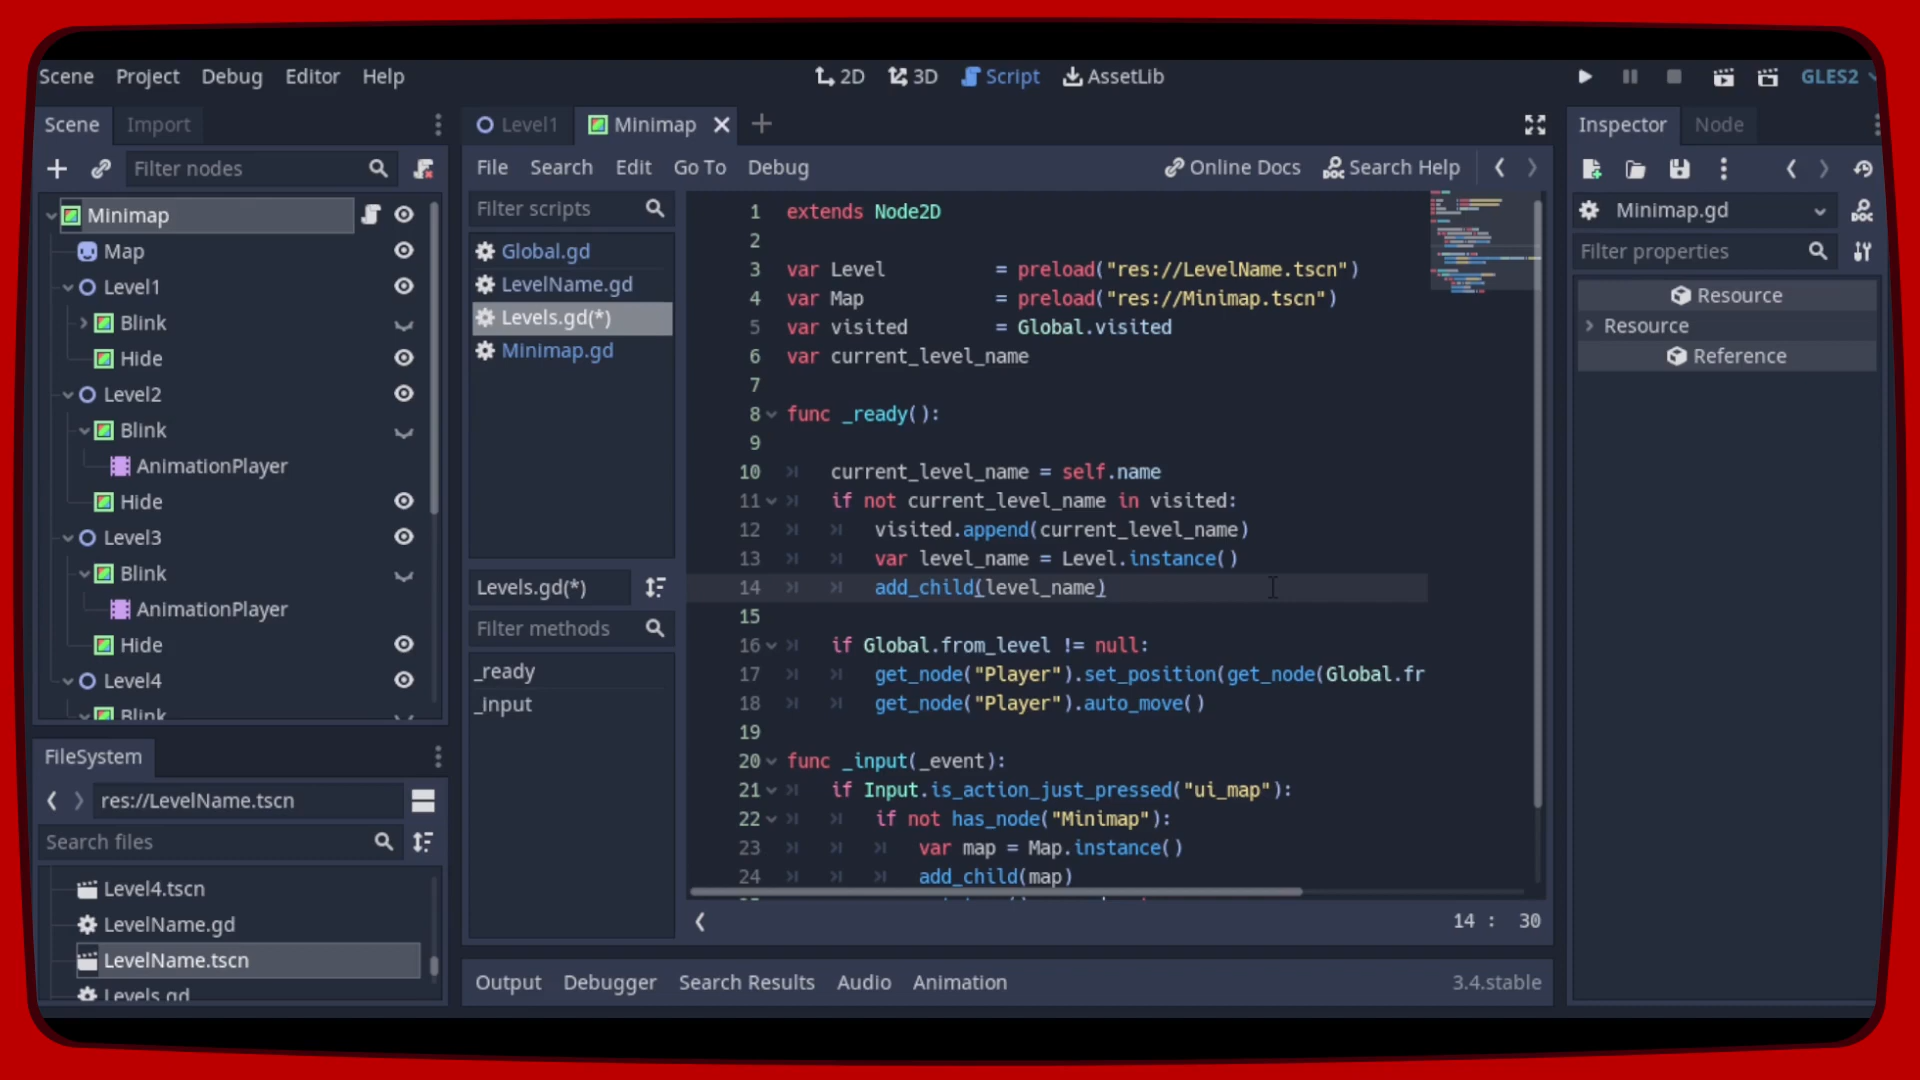 Scene Project Debug Editor Help
2D 3D Script AssetLib
GLES2
Scene Import
Filter nodes
Minimap
Map
Level1
Blink
Hide
Level2
Blink
AnimationPlayer
Hide
Level3
Blink
AnimationPlayer
Hide
Level4
Blink
FileSystem
res://LevelName.tscn
Search files
Level4.tscn
LevelName.gd
LevelName.tscn
Levels.gd
Level1 Minimap
File Search Edit Go To Debug
Online Docs Search Help
Filter scripts
Global.gd
LevelName.gd
Levels.gd(*)
Minimap.gd
Levels.gd(*)
Filter methods
_ready
_input
1 extends Node2D
2
3 var Level = preload("res://LevelName.tscn")
4 var Map = preload("res://Minimap.tscn")
5 var visited = Global.visited
6 var current_level_name
7
8 func _ready():
9
10 current_level_name = self.name
11 if not current_level_name in visited:
12 visited.append(current_level_name)
13 var level_name = Level.instance()
14 add_child(level_name)
15
16 if Global.from_level != null:
17 get_node("Player").set_position(get_node(Global.fr
18 get_node("Player").auto_move()
19
20 func _input(_event):
21 if Input.is_action_just_pressed("ui_map"):
22 if not has_node("Minimap"):
23 var map = Map.instance()
24 add_child(map)
14 : 30
Output Debugger Search Results Audio Animation
3.4.stable
Inspector Node
Minimap.gd
Filter properties
Resource
Resource
Reference